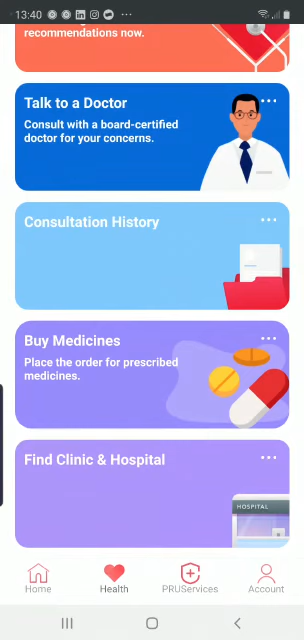 13:40
recommendations now.
Talk to a Doctor
Consult with a board-certified
doctor for your concerns.
Consultation History
Buy Medicines
Place the order for prescribed
medicines.
Find Clinic & Hospital
HOSPITAL
Home
Health
PRUServices
Account